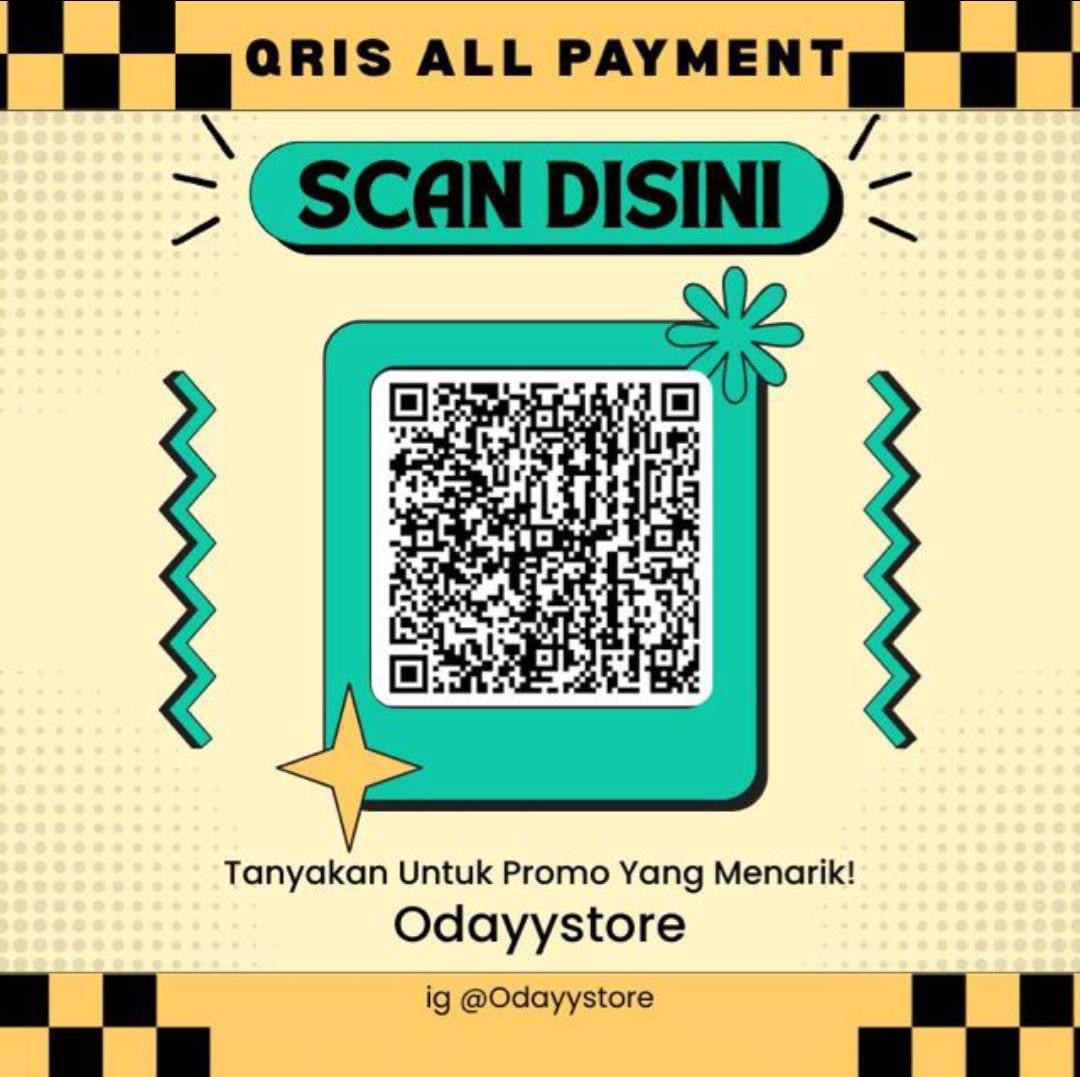 QRIS ALL PAYMENT
SCAN DISINI
Tanyakan Untuk Promo Yang Menarik!
Odayystore
ig @Odayystore